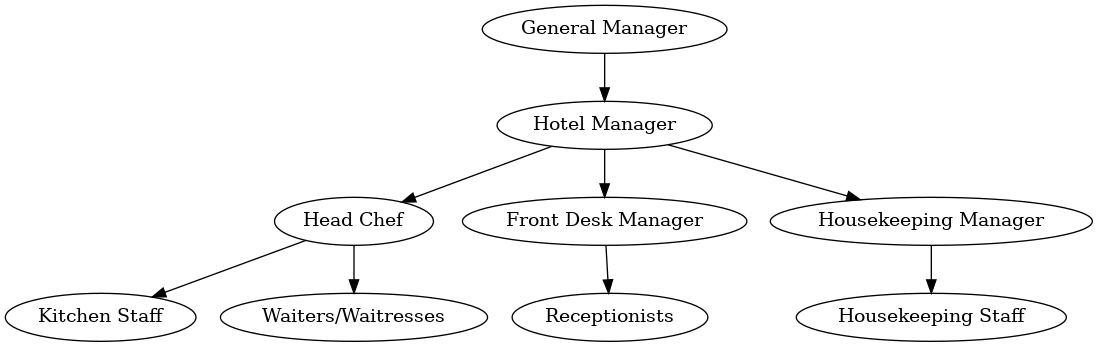 General Manager
Hotel Manager
Head Chef
Front Desk Manager
Housekeeping Manager
Kitchen Staff
Waiters/Waitresses
Receptionists
Housekeeping Staff